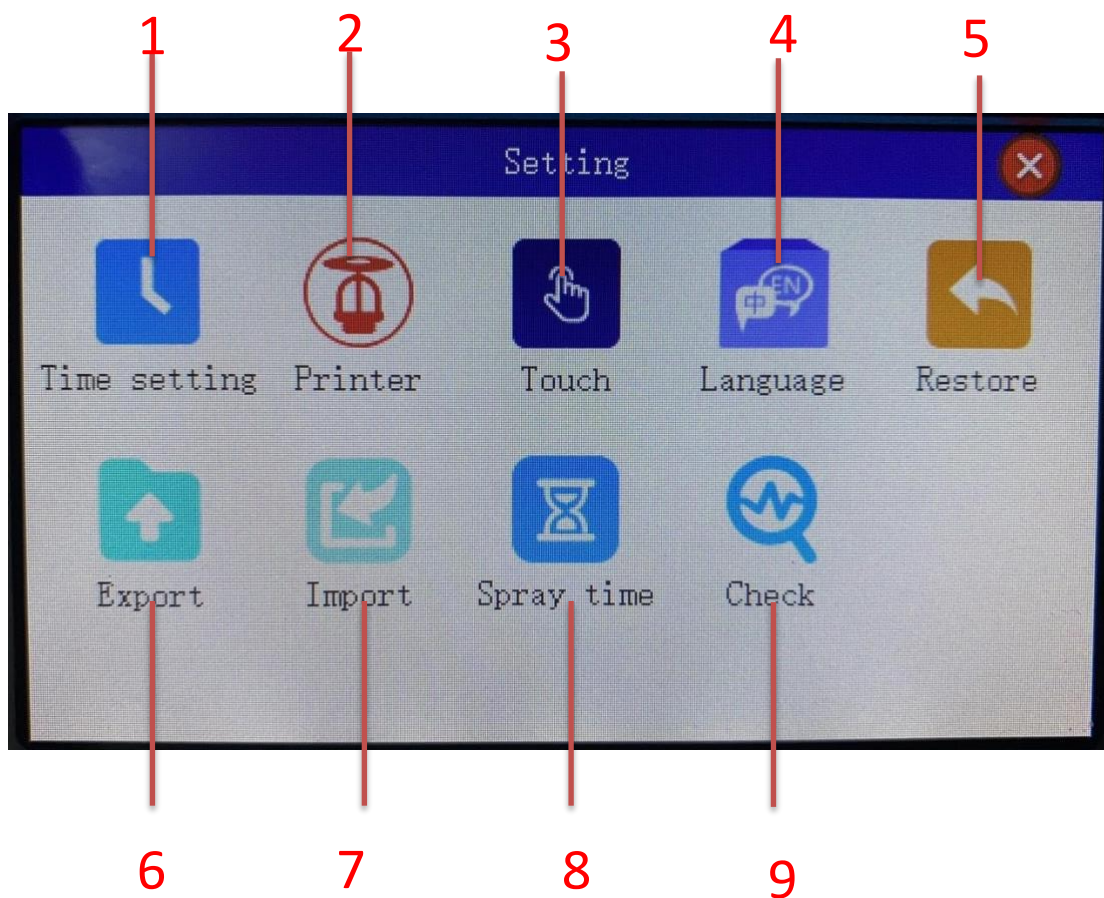 1 2 3 4 5
Setting
中 EN
Time setting Printer Touch Language Restore
Export Import Spray time Check
6 7 8 9